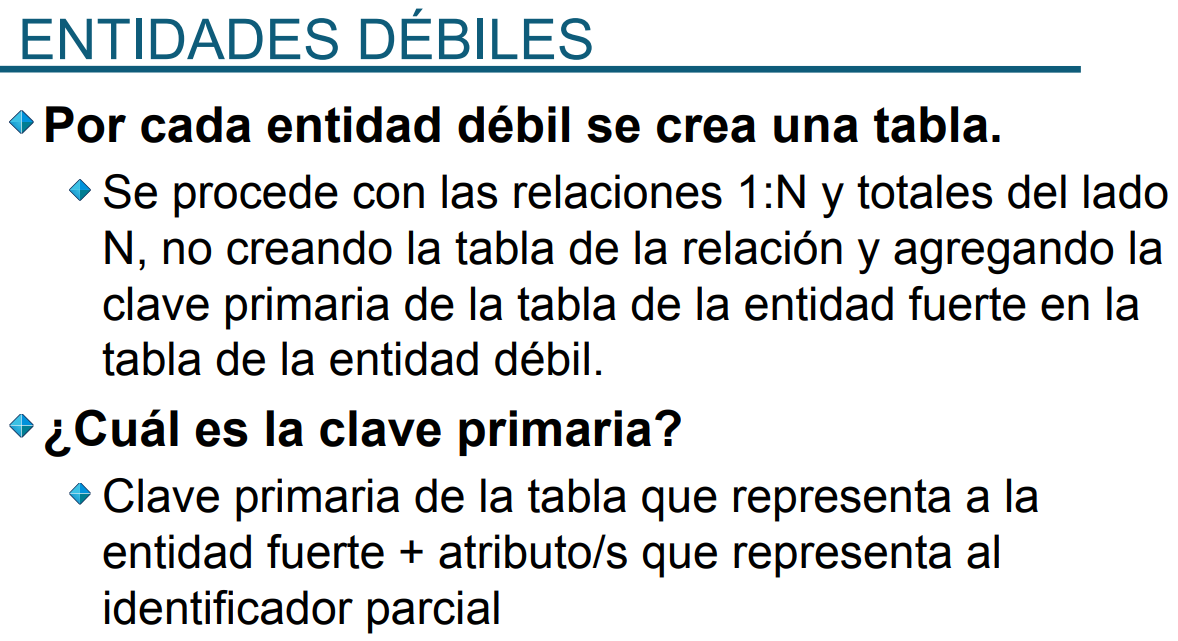 ENTIDADES DÉBILES
Por cada entidad débil se crea una tabla.
Se procede con las relaciones 1:N y totales del lado
N, no creando la tabla de la relación y agregando la
clave primaria de la tabla de la entidad fuerte en la
tabla de la entidad débil.
¿Cuál es la clave primaria?
Clave primaria de la tabla que representa a la
entidad fuerte + atributo/s que representa al
identificador parcial